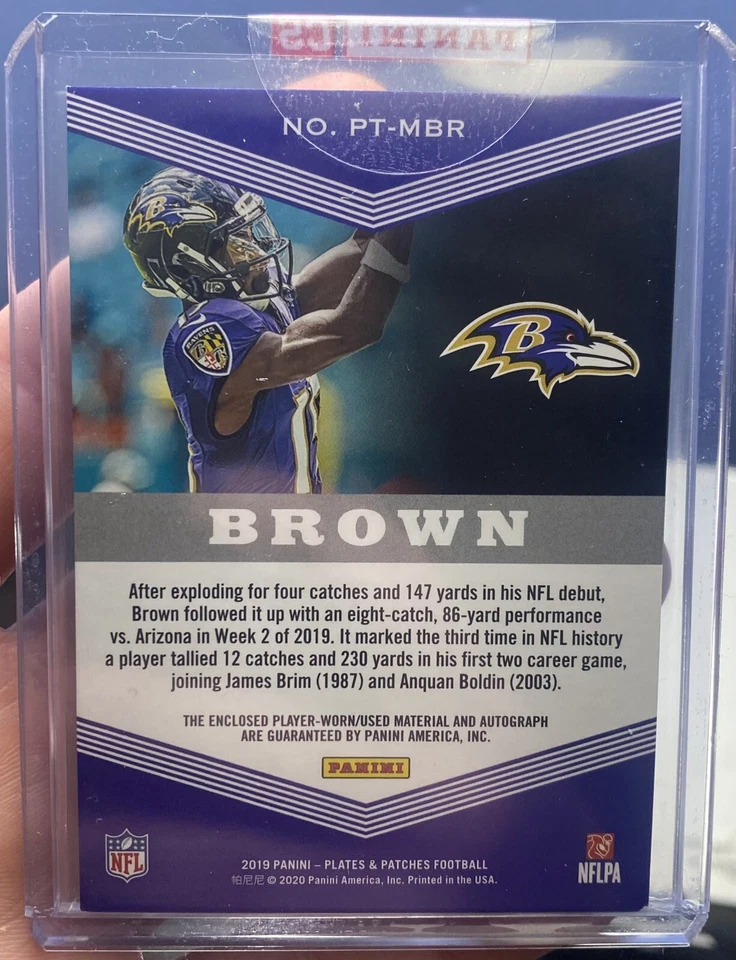 PANINI
NO. PT-MBR
B
RAVENS
B
BROWN
After exploding for four catches and 147 yards in his NFL debut,
Brown followed it up with an eight-catch, 86-yard performance
vs. Arizona in Week 2 of 2019. It marked the third time in NFL history
a player tallied 12 catches and 230 yards in his first two career game,
joining James Brim (1987) and Anquan Boldin (2003).
THE ENCLOSED PLAYER-WORN/USED MATERIAL AND AUTOGRAPH
ARE GUARANTEED BY PANINI AMERICA, INC.
PANINI
NFL
2019 PANINI – PLATES & PATCHES FOOTBALL
帕尼尼 © 2020 Panini America, Inc. Printed in the USA.
NFLPA